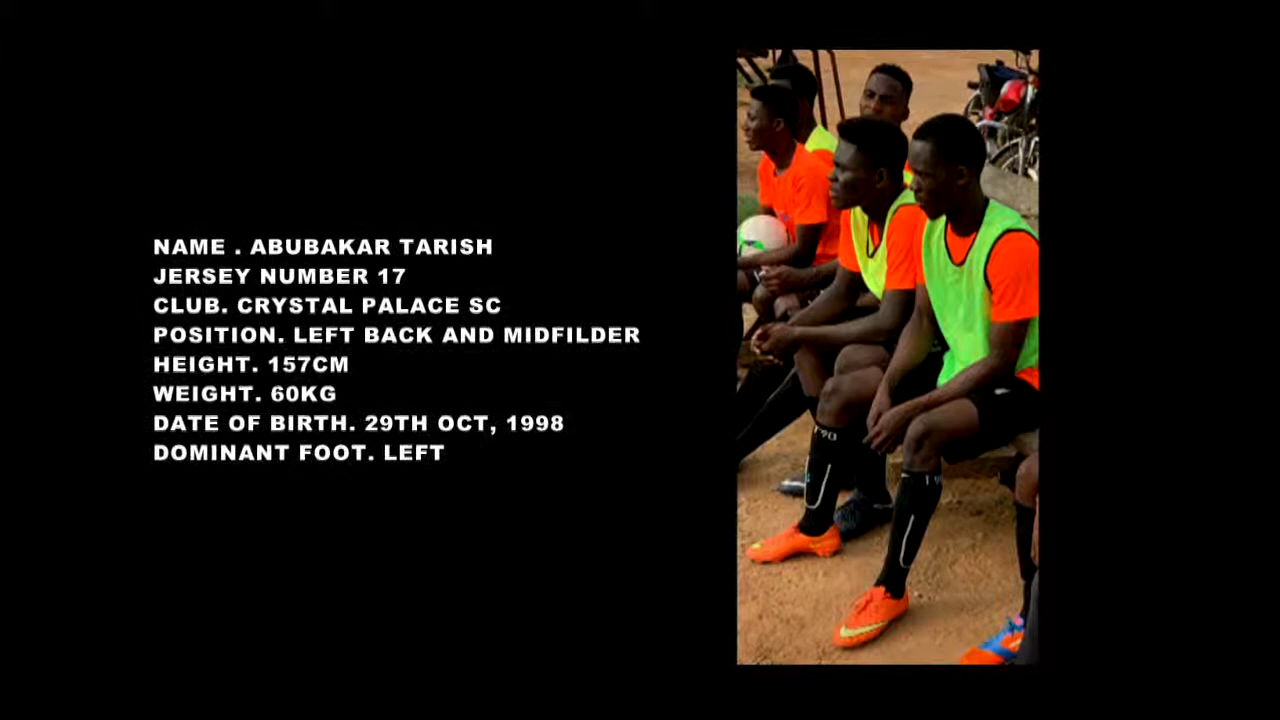 NAME . ABUBAKAR TARISH
JERSEY NUMBER 17
CLUB. CRYSTAL PALACE SC
POSITION. LEFT BACK AND MIDFILDER
HEIGHT. 157CM
WEIGHT. 60KG
DATE OF BIRTH. 29TH OCT, 1998
DOMINANT FOOT. LEFT
T90